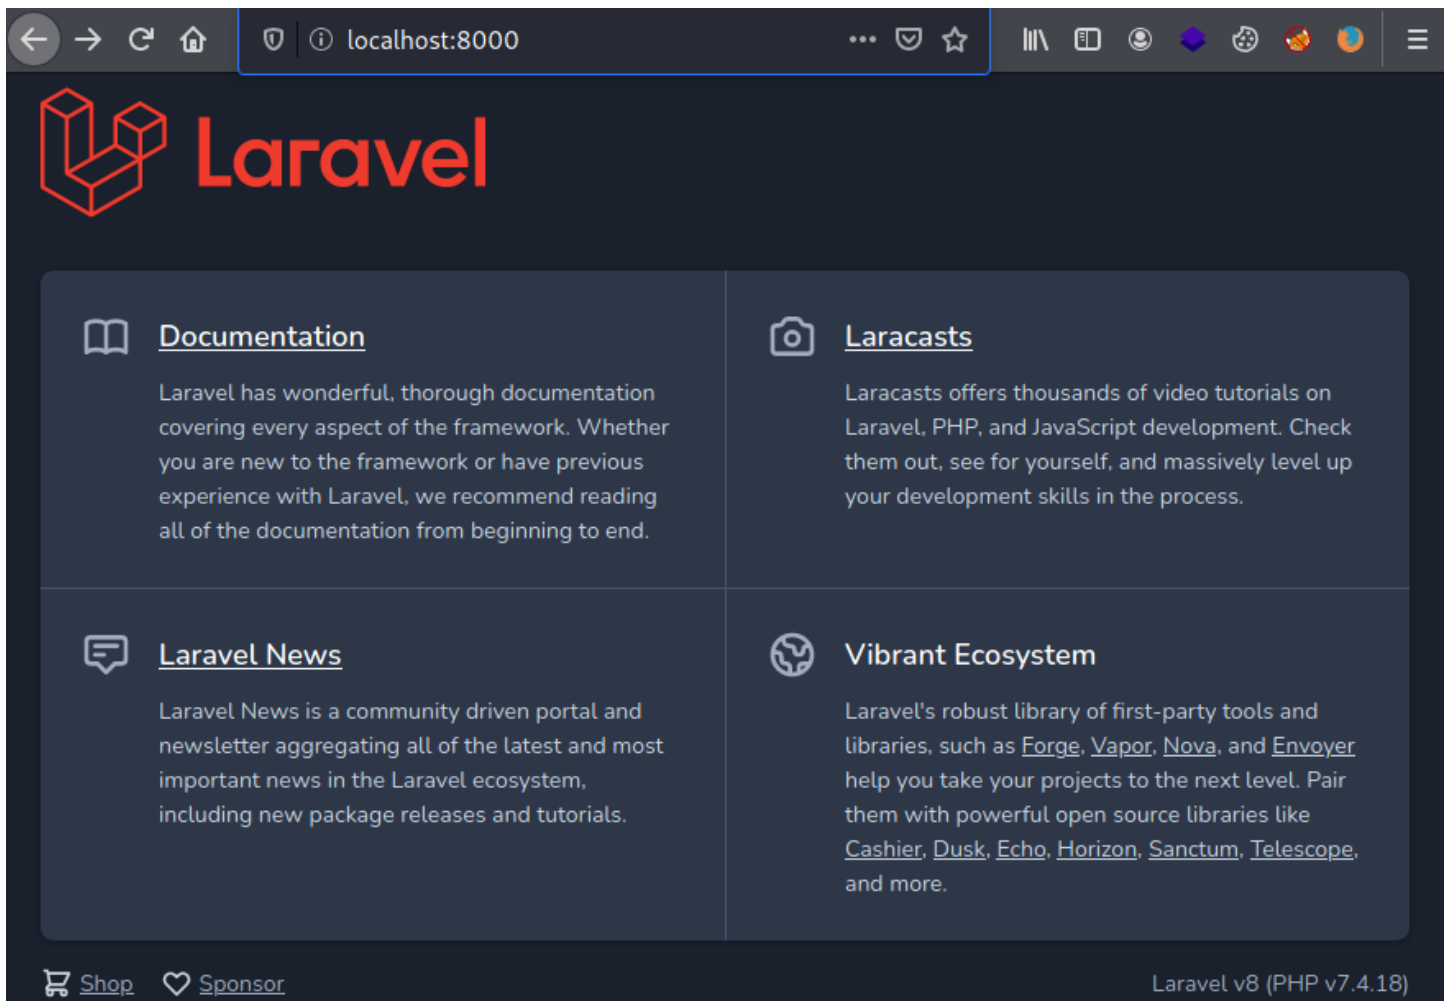 localhost:8000
Laravel
Documentation
Laravel has wonderful, thorough documentation
covering every aspect of the framework. Whether
you are new to the framework or have previous
experience with Laravel, we recommend reading
all of the documentation from beginning to end.
Laracasts
Laracasts offers thousands of video tutorials on
Laravel, PHP, and JavaScript development. Check
them out, see for yourself, and massively level up
your development skills in the process.
Laravel News
Laravel News is a community driven portal and
newsletter aggregating all of the latest and most
important news in the Laravel ecosystem,
including new package releases and tutorials.
Vibrant Ecosystem
Laravel's robust library of first-party tools and
libraries, such as Forge, Vapor, Nova, and Envoyer
help you take your projects to the next level. Pair
them with powerful open source libraries like
Cashier, Dusk, Echo, Horizon, Sanctum, Telescope,
and more.
Shop Sponsor
Laravel v8 (PHP v7.4.18)